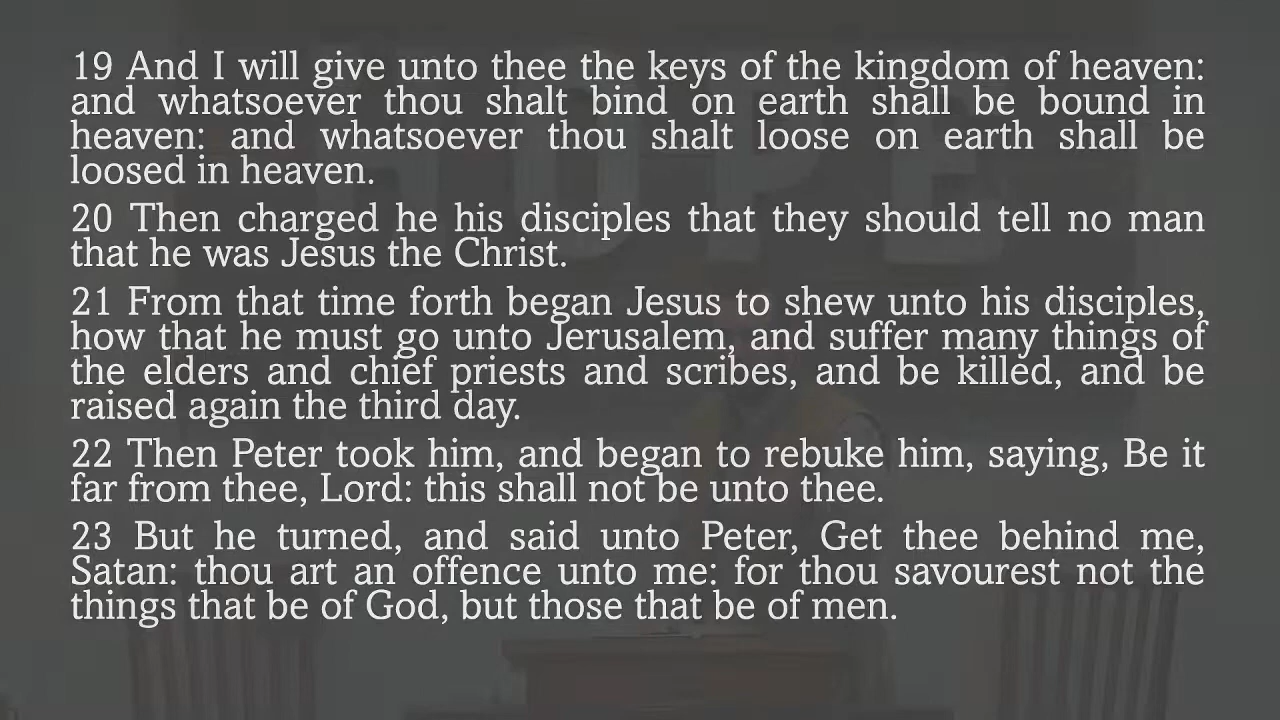 19 And I will give unto thee the keys of the kingdom of heaven:
and whatsoever thou shalt bind on earth shall be bound in
heaven: and whatsoever thou shalt loose on earth shall be
loosed in heaven.
20 Then charged he his disciples that they should tell no man
that he was Jesus the Christ.
21 From that time forth began Jesus to shew unto his disciples,
how that he must go unto Jerusalem, and suffer many things of
the elders and chief priests and scribes, and be killed, and be
raised again the third day.
22 Then Peter took him, and began to rebuke him, saying, Be it
far from thee, Lord: this shall not be unto thee.
23 But he turned, and said unto Peter, Get thee behind me,
Satan: thou art an offence unto me: for thou savourest not the
things that be of God, but those that be of men.
HOPE